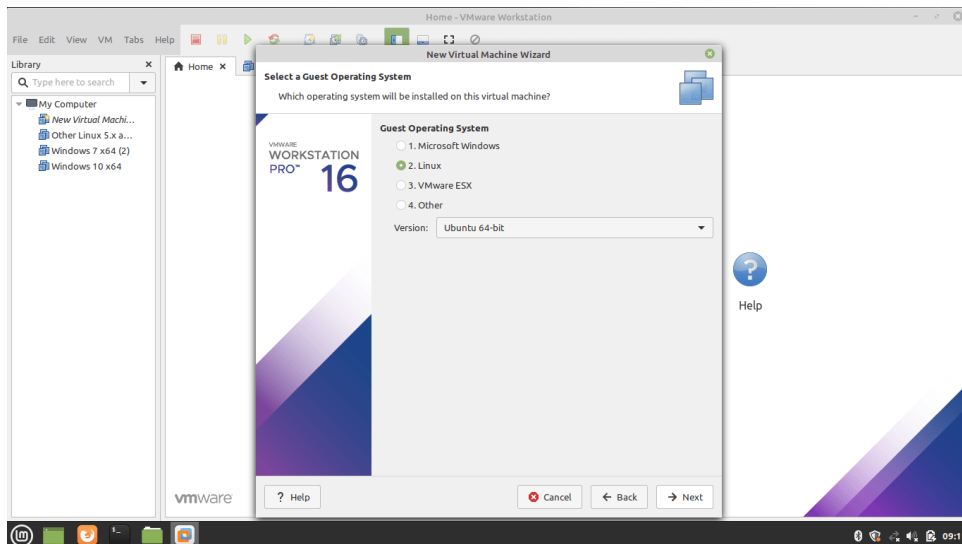 Home - VMware Workstation
File Edit View VM Tabs Help
Library
Type here to search
My Computer
New Virtual Machi...
Other Linux 5.x a...
Windows 7 x64 (2)
Windows 10 x64
Home
New Virtual Machine Wizard
Select a Guest Operating System
Which operating system will be installed on this virtual machine?
VMWARE
WORKSTATION
PRO™ 16
Guest Operating System
1. Microsoft Windows
2. Linux
3. VMware ESX
4. Other
Version: Ubuntu 64-bit
Help
? Help
Cancel
Back
Next
vmware
09:1